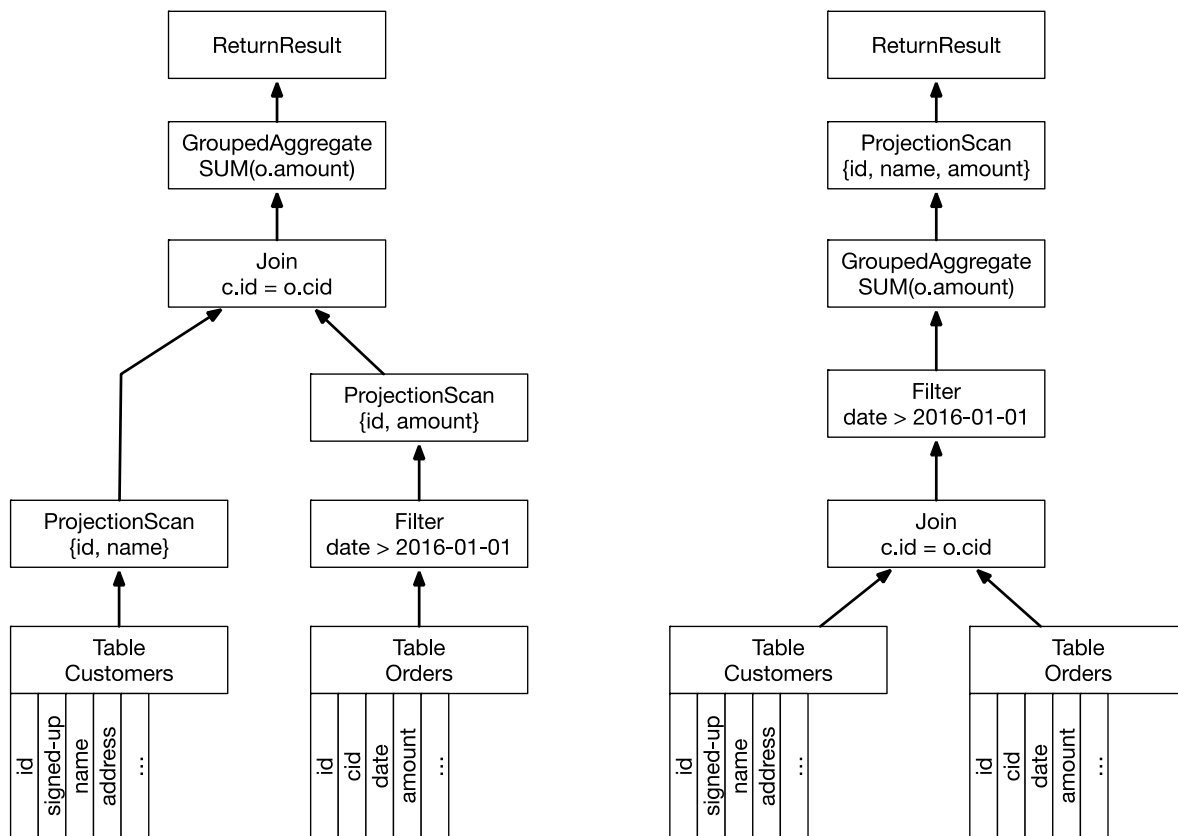 ReturnResult
GroupedAggregate
SUM(o.amount)
Join
c.id = o.cid
ProjectionScan
{id, amount}
ProjectionScan
{id, name}
Filter
date > 2016-01-01
Table
Customers
Table
Orders
id
signed-up
name
address
...
id
cid
date
amount
...
ReturnResult
ProjectionScan
{id, name, amount}
GroupedAggregate
SUM(o.amount)
Filter
date > 2016-01-01
Join
c.id = o.cid
Table
Customers
Table
Orders
id
signed-up
name
address
...
id
cid
date
amount
...